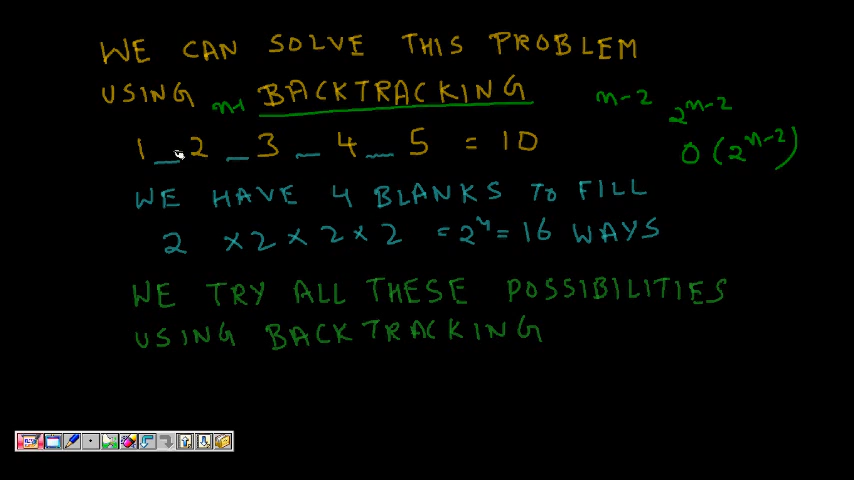 WE CAN SOLVE THIS PROBLEM
USING n-1 BACKTRACKING n-2 2^{n-2}
1 _ 2 _ 3 _ 4 _ 5 = 10 O(2^{n-2})
WE HAVE 4 BLANKS TO FILL
2 × 2 × 2 × 2 = 2^4 = 16 WAYS
WE TRY ALL THESE POSSIBILITIES
USING BACKTRACKING